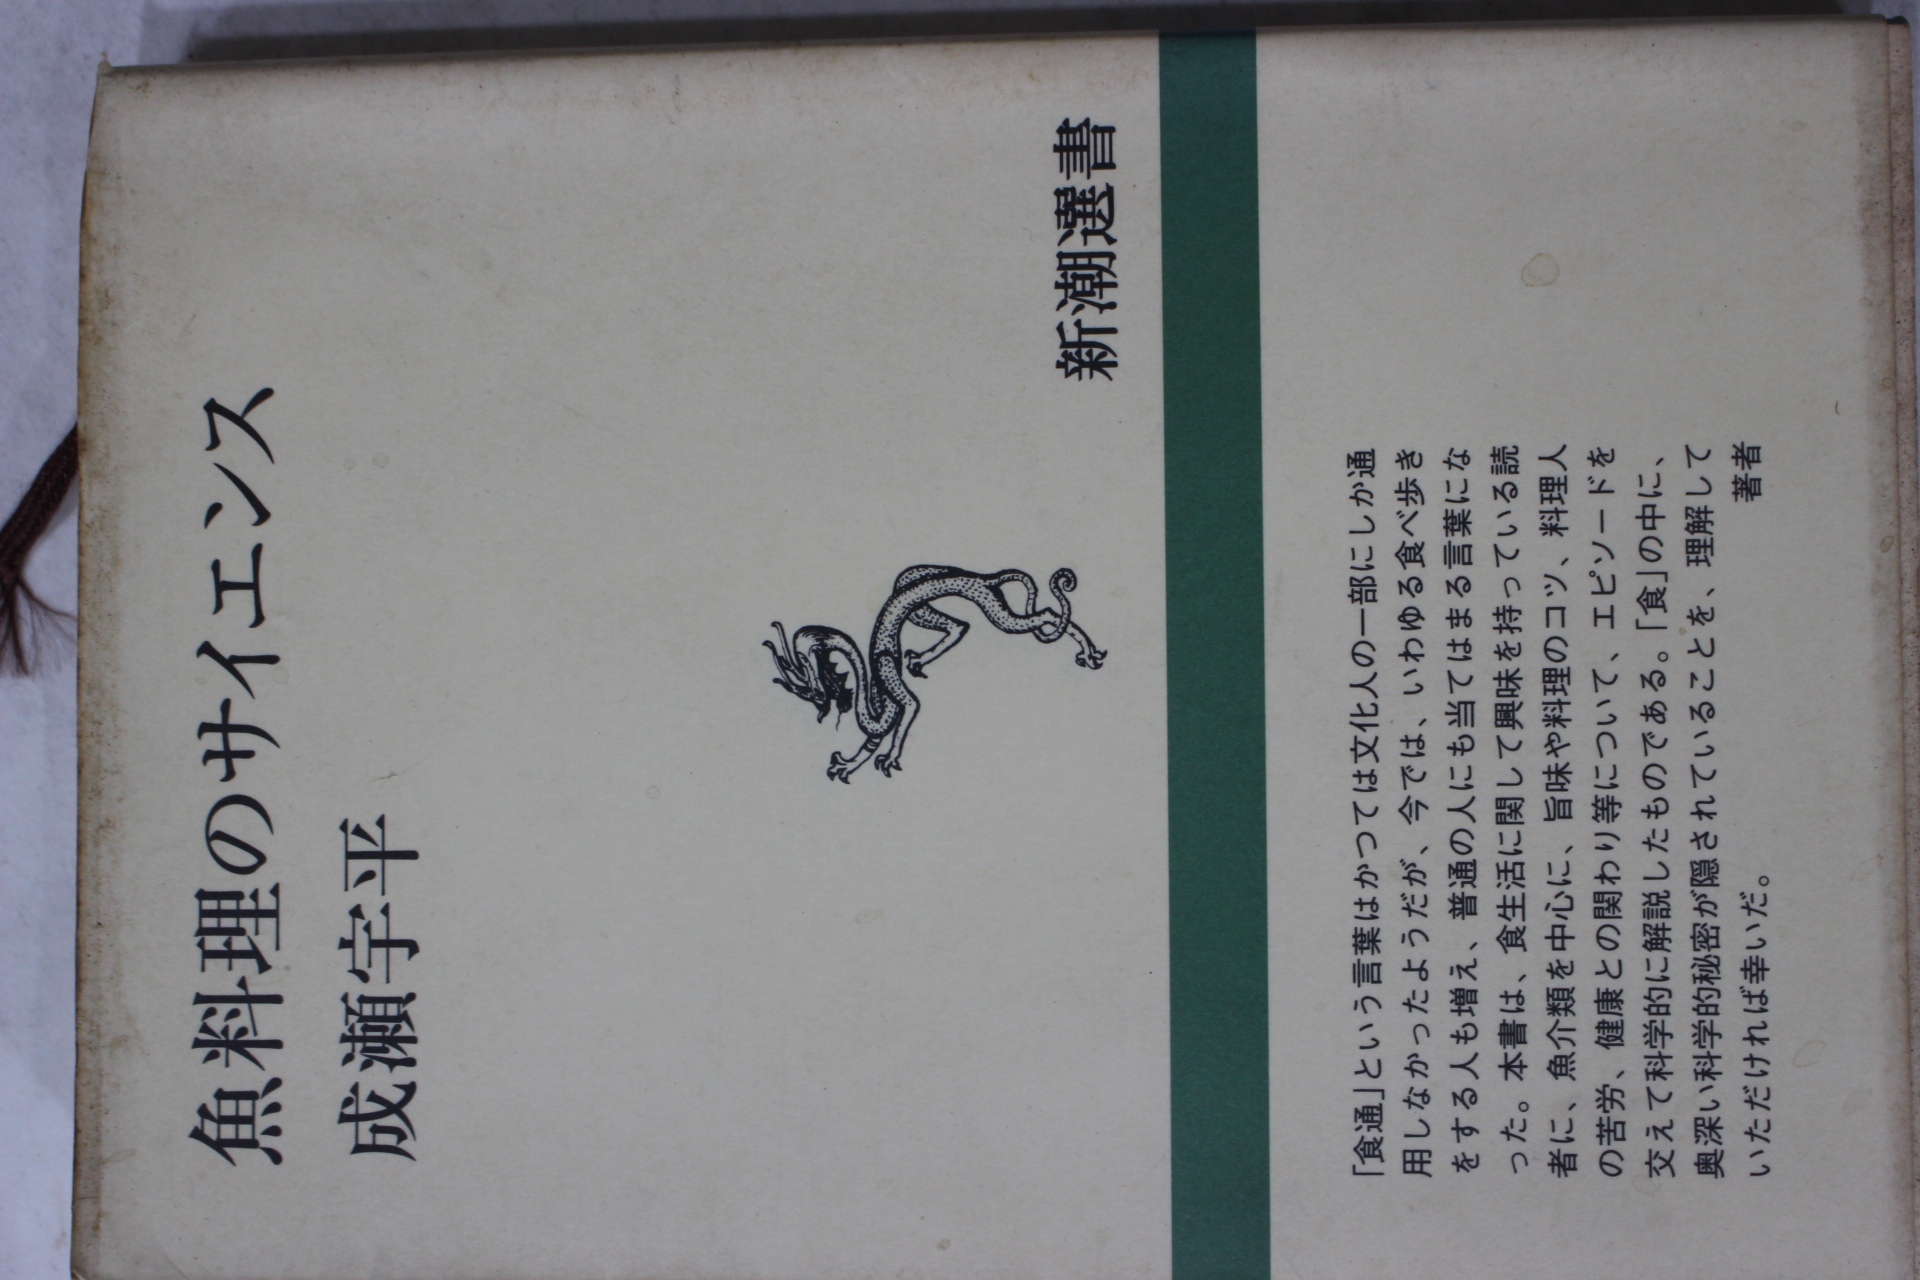 魚料理のサイエンス
成瀬宇平
新潮選書
「食通」という言葉はかつては文化人の一部にしか通
用しなかったようだが、今では、いわゆる食べ歩き
をする人も増え、普通の人にも当てはまる言葉にな
った。本書は、食生活に関して興味を持っている読
者に、魚介類を中心に、旨味や料理のコツ、料理人
の苦労、健康との関わり等について、エピソードを
交えて科学的に解説したものである。「食」の中に、
奥深い科学的秘密が隠されていることを、理解して
いただければ幸いだ。
著者